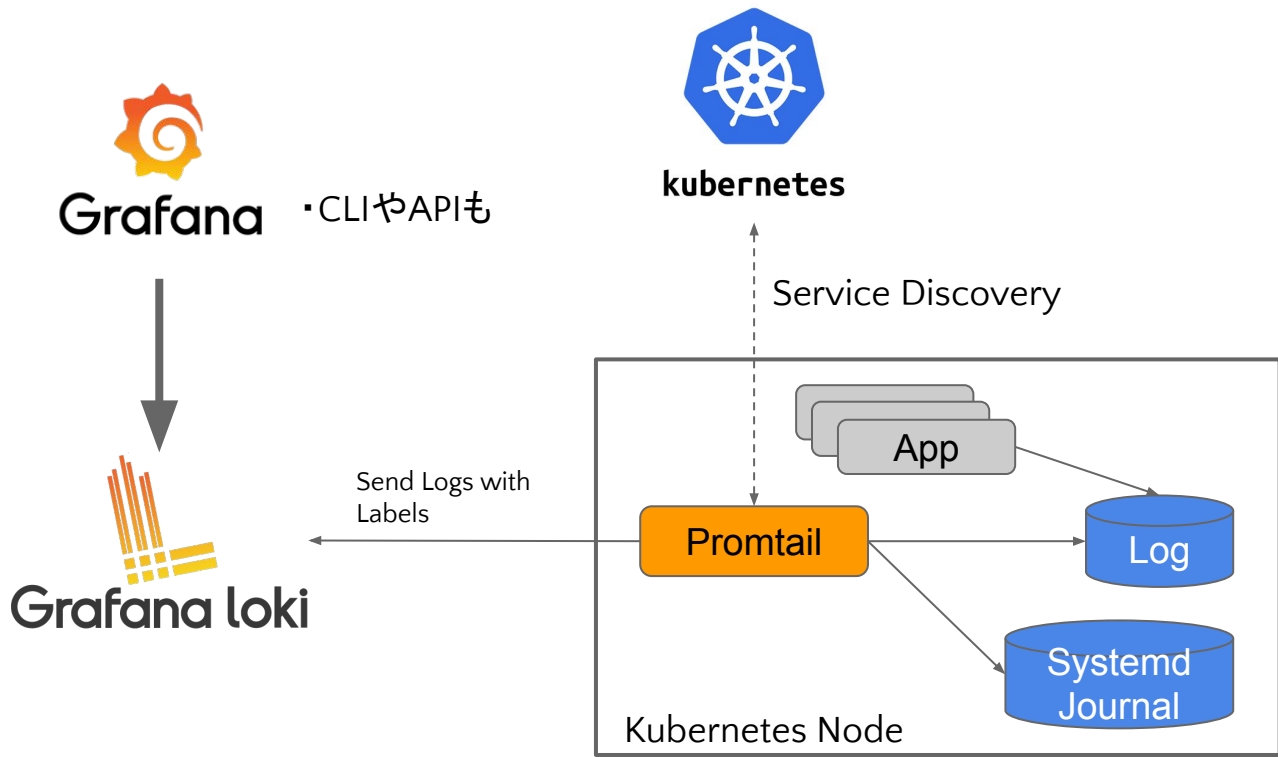 kubernetes
Grafana
・CLIやAPIも
Service Discovery
App
Send Logs with
Labels
Promtail
Log
Grafana loki
Systemd
Journal
Kubernetes Node